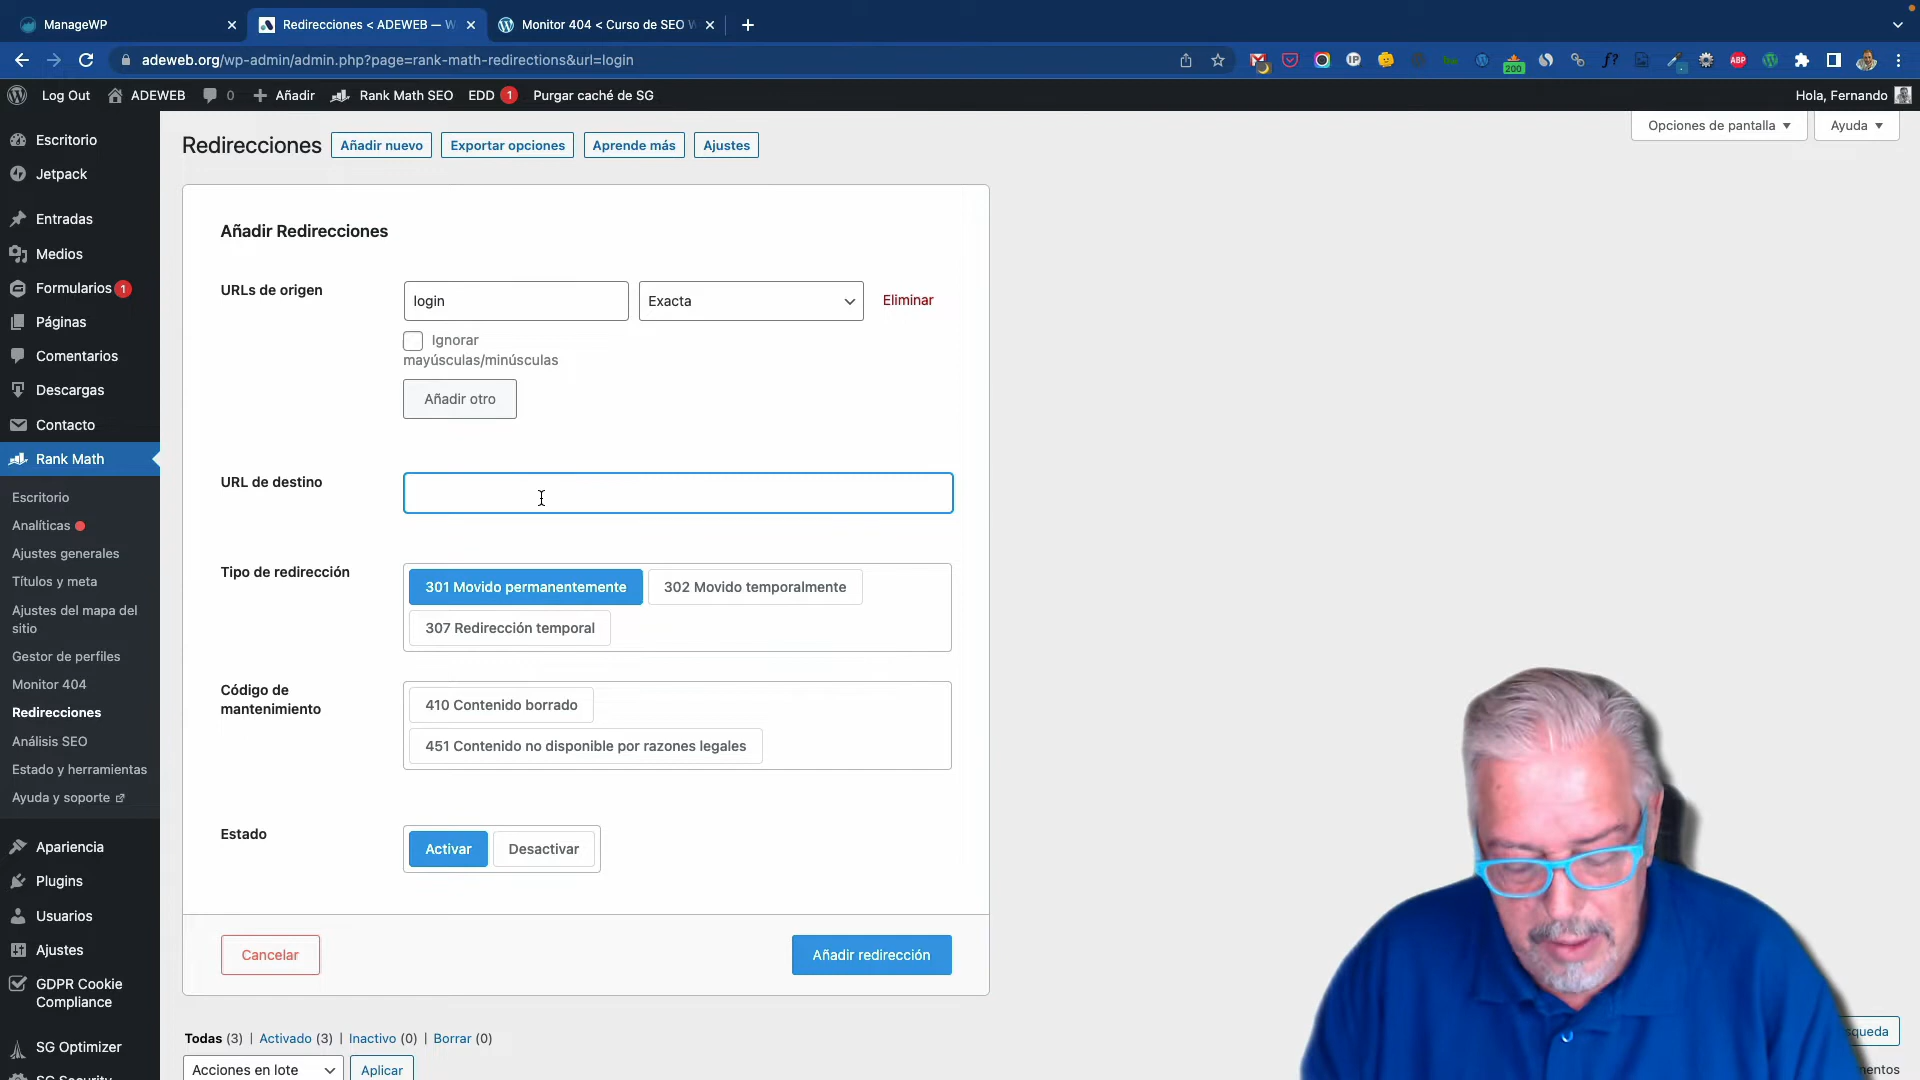 ManageWP
Redirecciones < ADEWEB — W
Monitor 404 < Curso de SEO W
adeweb.org/wp-admin/admin.php?page=rank-math-redirections&url=login
200
IP
f?
ABP
Log Out
ADEWEB
0
Añadir
Rank Math SEO
EDD 1
Purgar caché de SG
Hola, Fernando
Escritorio
Jetpack
Entradas
Medios
Formularios 1
Páginas
Comentarios
Descargas
Contacto
Rank Math
Escritorio
Analíticas
Ajustes generales
Títulos y meta
Ajustes del mapa del
sitio
Gestor de perfiles
Monitor 404
Redirecciones
Análisis SEO
Estado y herramientas
Ayuda y soporte
Apariencia
Plugins
Usuarios
Ajustes
GDPR Cookie
Compliance
SG Optimizer
SG Security
Redirecciones
Añadir nuevo
Exportar opciones
Aprende más
Ajustes
Opciones de pantalla
Ayuda
Añadir Redirecciones
URLs de origen
login
Exacta
Eliminar
Ignorar
mayúsculas/minúsculas
Añadir otro
URL de destino
Tipo de redirección
301 Movido permanentemente
302 Movido temporalmente
307 Redirección temporal
Código de
mantenimiento
410 Contenido borrado
451 Contenido no disponible por razones legales
Estado
Activar
Desactivar
Cancelar
Añadir redirección
Todas (3) | Activado (3) | Inactivo (0) | Borrar (0)
Acciones en lote
Aplicar
squeda
mentos